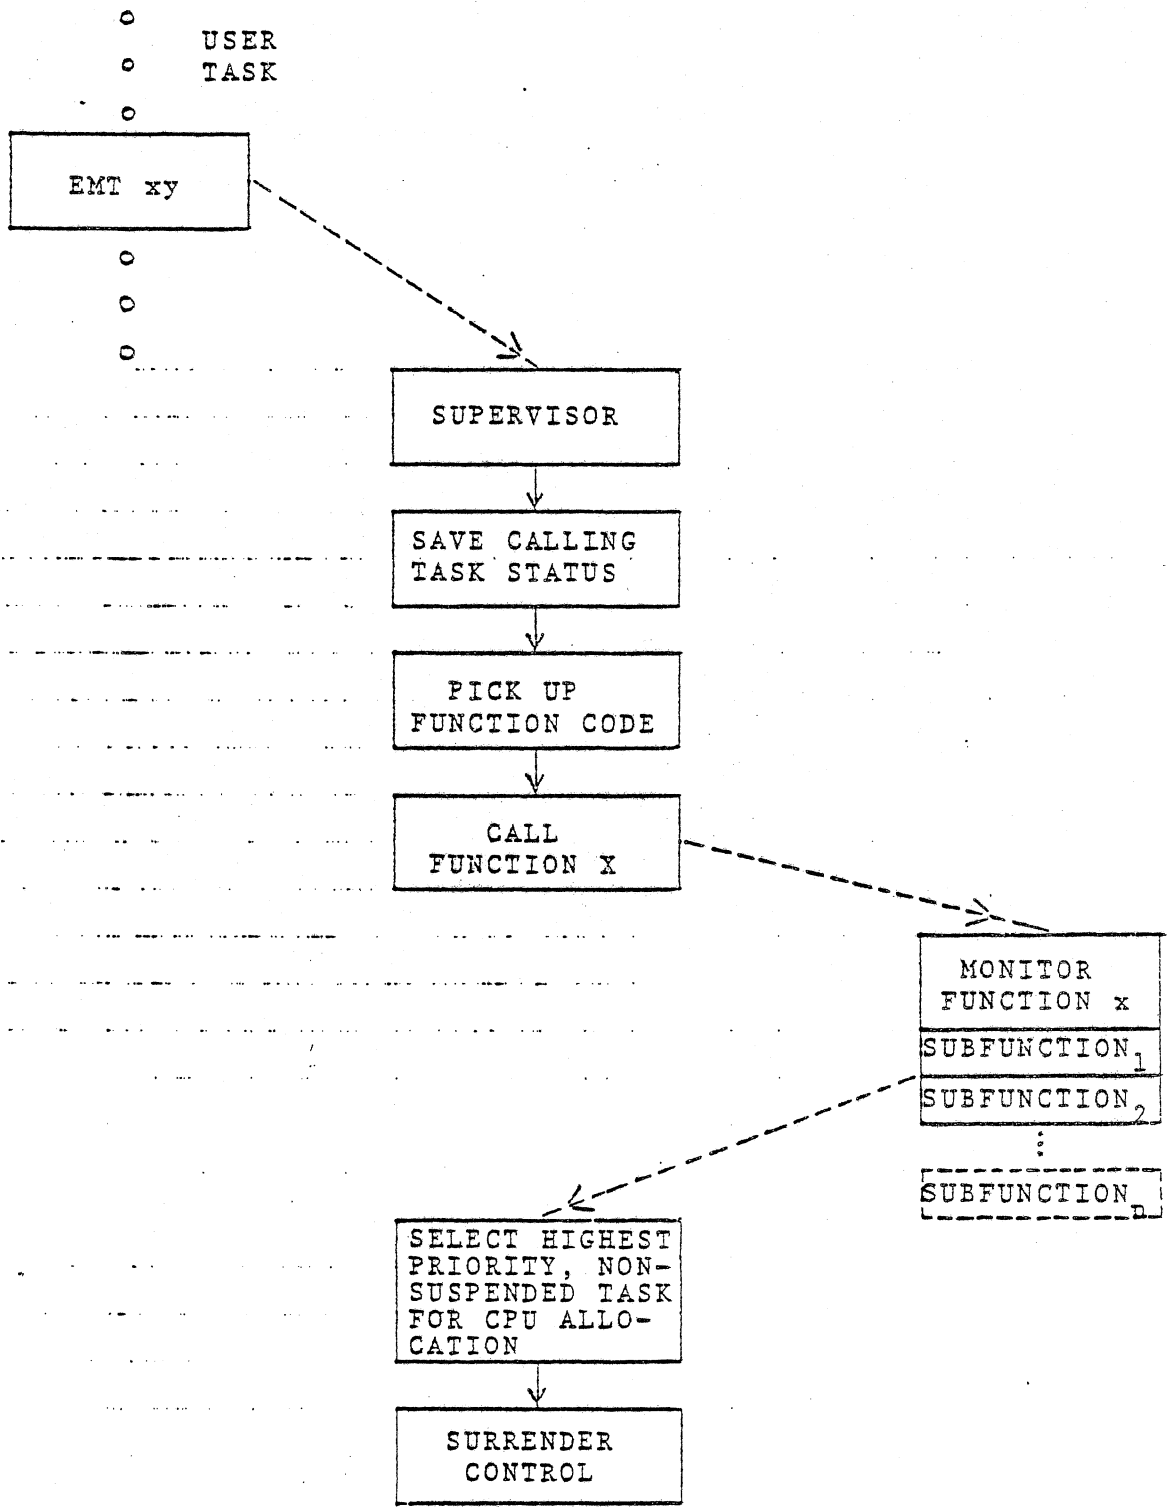 USER
TASK
EMT xy
SUPERVISOR
SAVE CALLING
TASK STATUS
PICK UP
FUNCTION CODE
CALL
FUNCTION X
MONITOR
FUNCTION x
SUBFUNCTION1
SUBFUNCTION2
SUBFUNCTIONn
SELECT HIGHEST
PRIORITY, NON-
SUSPENDED TASK
FOR CPU ALLO-
CATION
SURRENDER
CONTROL